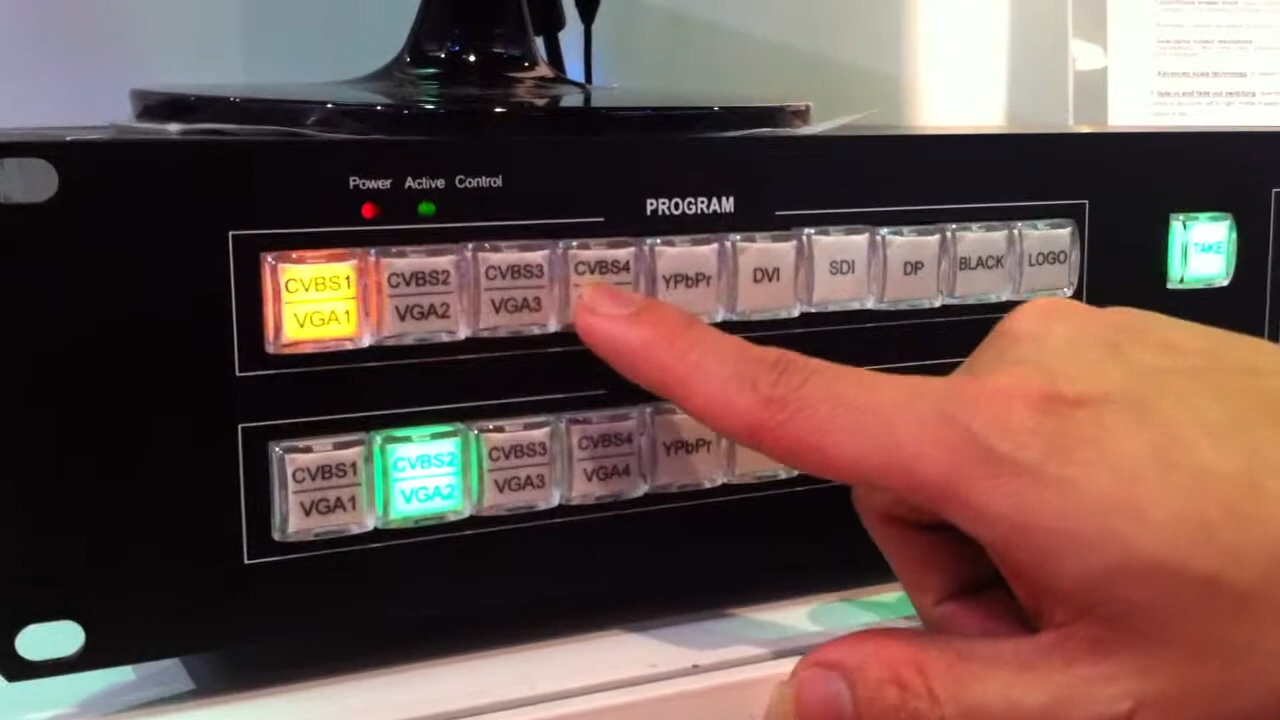 Power Active Control
PROGRAM
CVBS1
VGA1
CVBS2
VGA2
CVBS3
VGA3
CVBS4
YPbPr
DVI
SDI
DP
BLACK
LOGO
TAKE
CVBS1
VGA1
CVBS2
VGA2
CVBS3
VGA3
CVBS4
VGA4
YPbPr